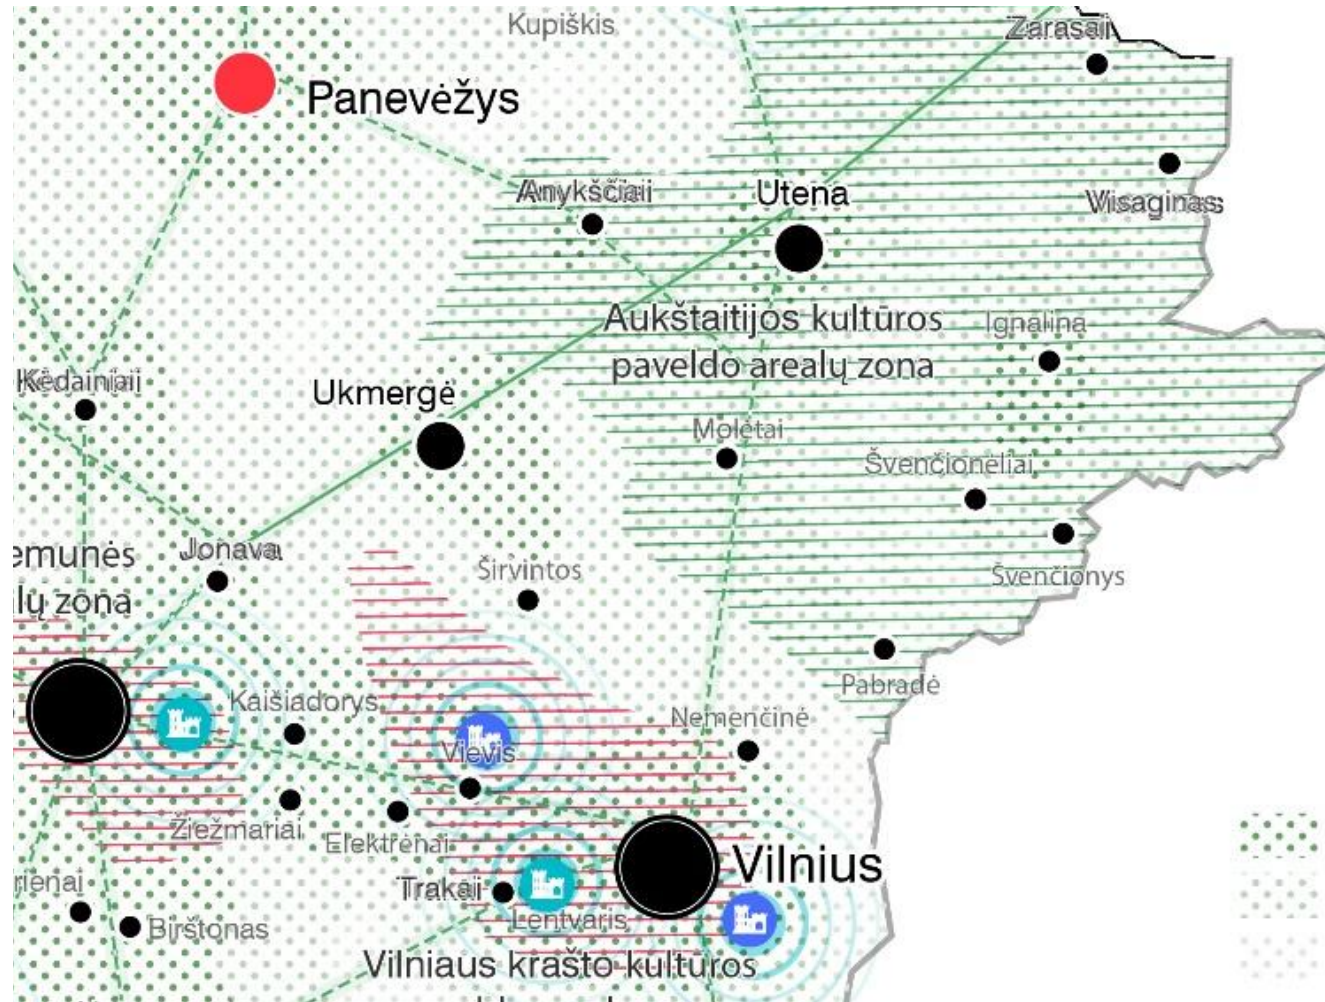 Kupiškis
Zarasai
Panevėžys
Anykščiai
Utena
Visaginas
Aukštaitijos kultūros
paveldo arealų zona
Ignalina
Kėdainiai
Ukmergė
Molėtai
Švenčionėliai
emunės
lų zona
Jonava
Širvintos
Švenčionys
Pabradė
Kaišiadorys
Nemenčinė
Vievis
Žiežmariai
Elektrėnai
Vilnius
rienai
Trakai
Lentvaris
Birštonas
Vilniaus krašto kultūros